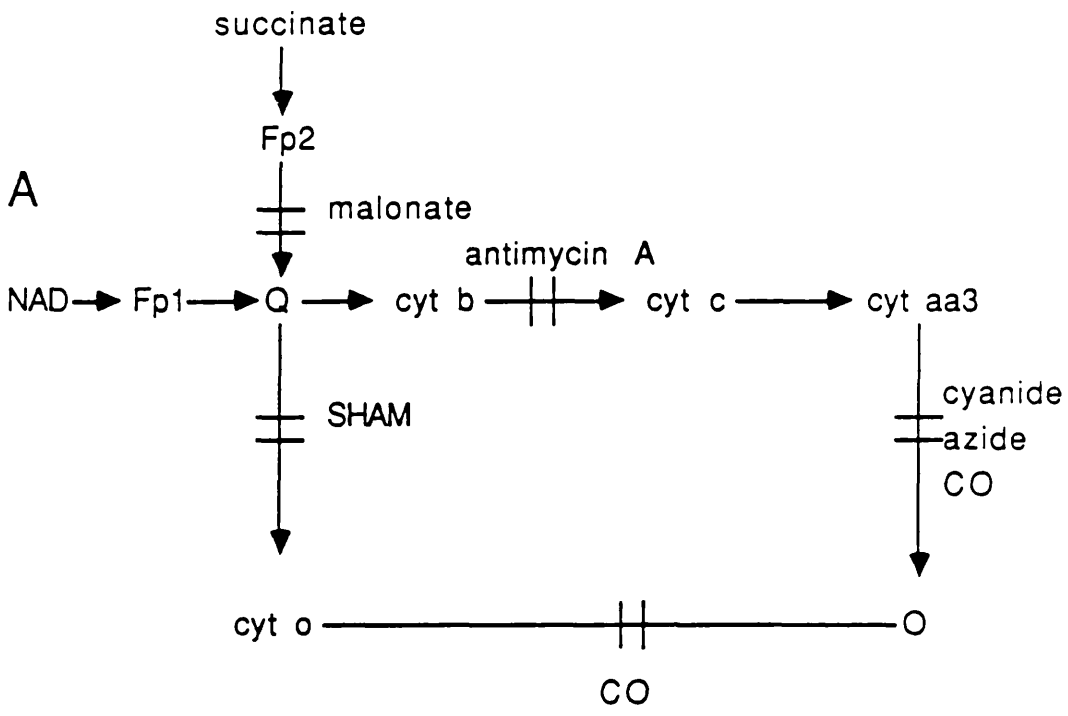 succinate
Fp2
A
malonate
antimycin A
NAD Fp1 Q cyt b cyt c cyt aa3
SHAM
cyanide
azide
CO
cyt o O
CO